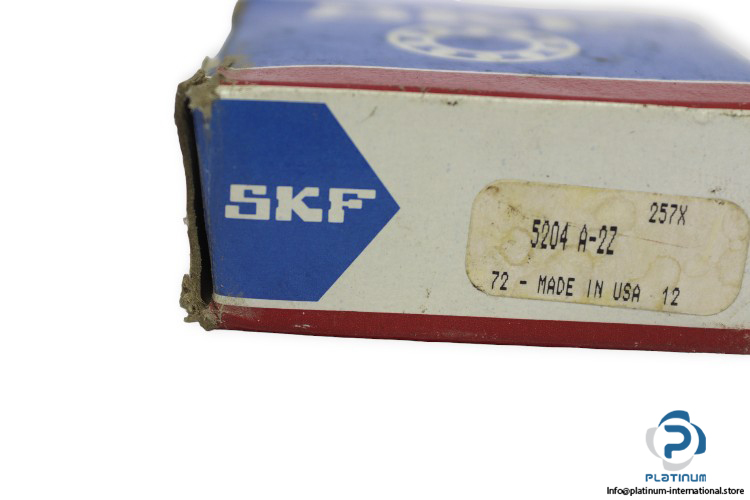 SKF
257X
5204 A-2Z
72 - MADE IN USA 12
PLATINUM
Info@platinum-international.store